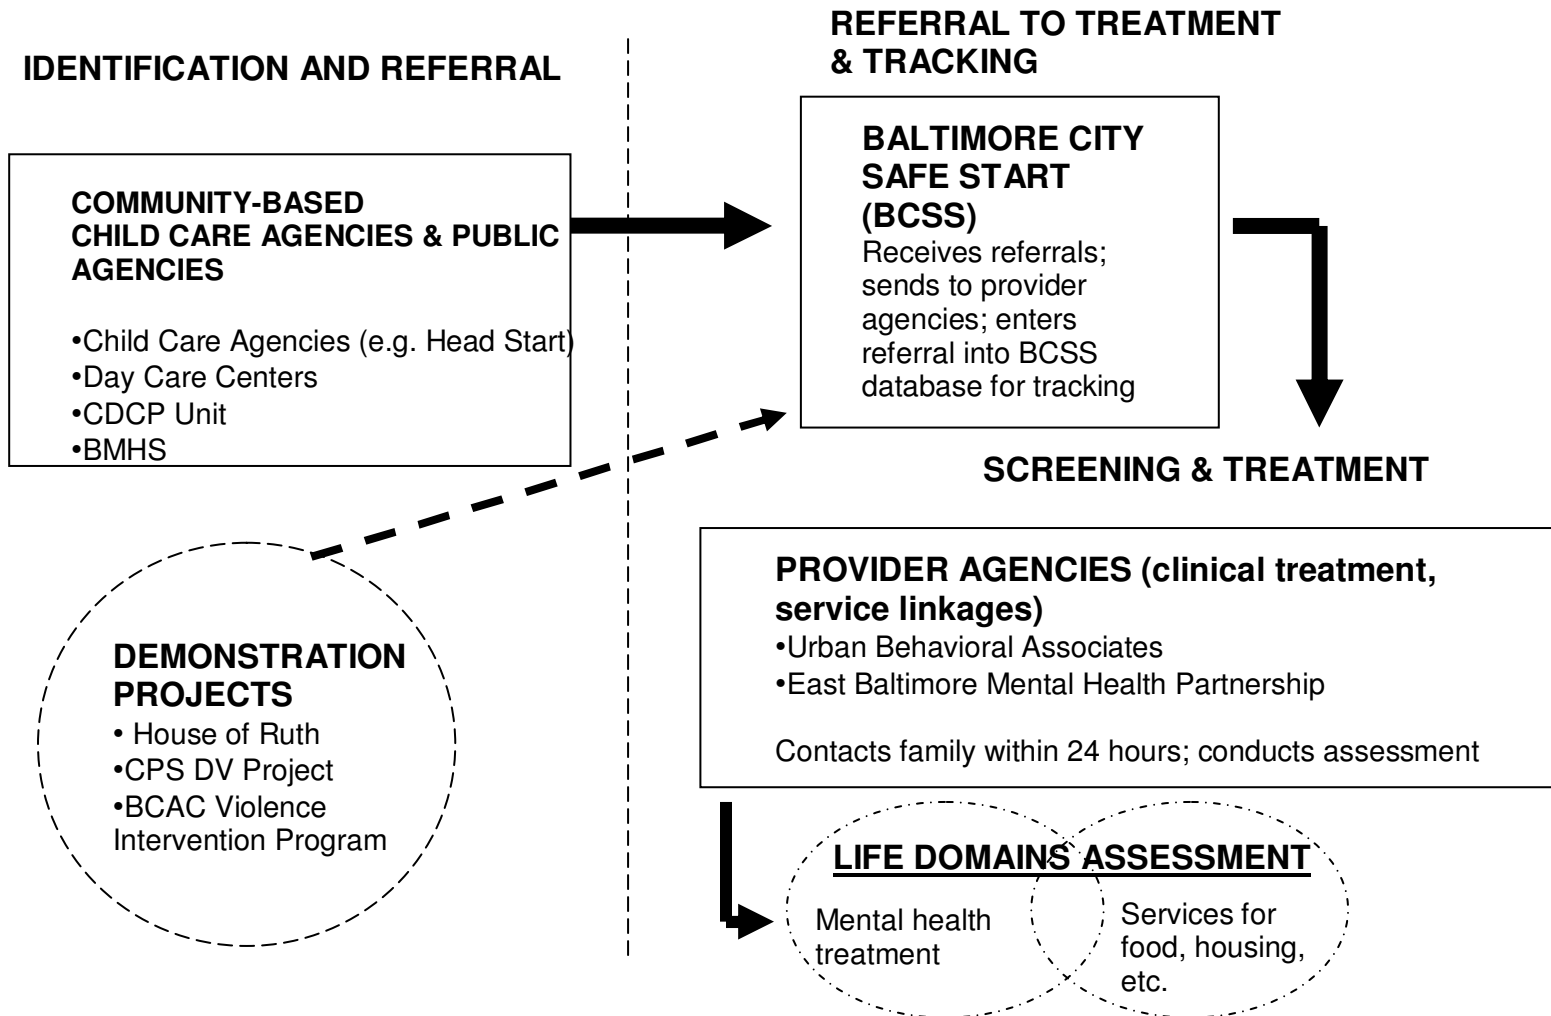 IDENTIFICATION AND REFERRAL
COMMUNITY-BASED
CHILD CARE AGENCIES & PUBLIC
AGENCIES
•Child Care Agencies (e.g. Head Start)
•Day Care Centers
•CDCP Unit
•BMHS
DEMONSTRATION
PROJECTS
• House of Ruth
•CPS DV Project
•BCAC Violence
Intervention Program
REFERRAL TO TREATMENT
& TRACKING
BALTIMORE CITY
SAFE START
(BCSS)
Receives referrals;
sends to provider
agencies; enters
referral into BCSS
database for tracking
SCREENING & TREATMENT
PROVIDER AGENCIES (clinical treatment,
service linkages)
•Urban Behavioral Associates
•East Baltimore Mental Health Partnership
Contacts family within 24 hours; conducts assessment
LIFE DOMAINS ASSESSMENT
Mental health
treatment
Services for
food, housing,
etc.